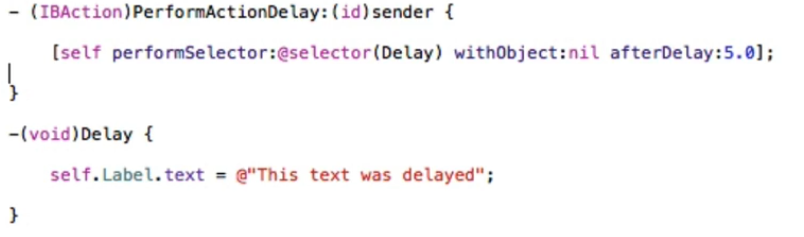 - (IBAction)PerformActionDelay:(id)sender {
[self performSelector:@selector(Delay) withObject:nil afterDelay:5.0];
}
-(void)Delay {
self.Label.text = @"This text was delayed";
}